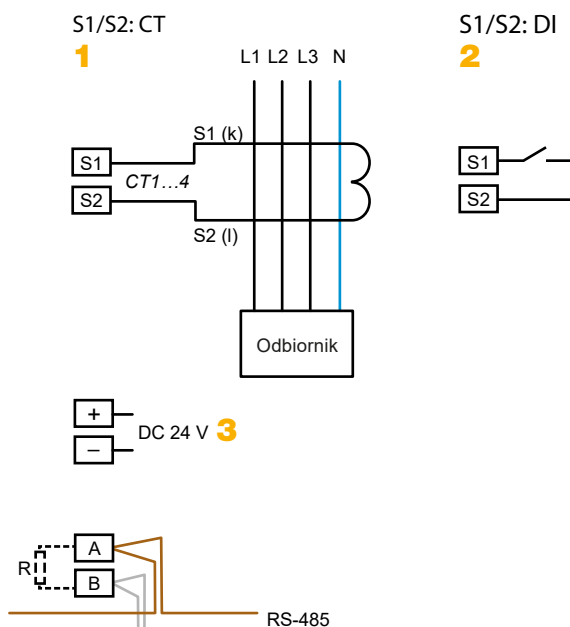 S1/S2: CT
1
L1 L2 L3 N
S1 (k)
S1
CT1...4
S2
S2 (l)
Odbiornik
S1/S2: DI
2
S1
S2
+
–
DC 24 V 3
R
A
B
RS-485